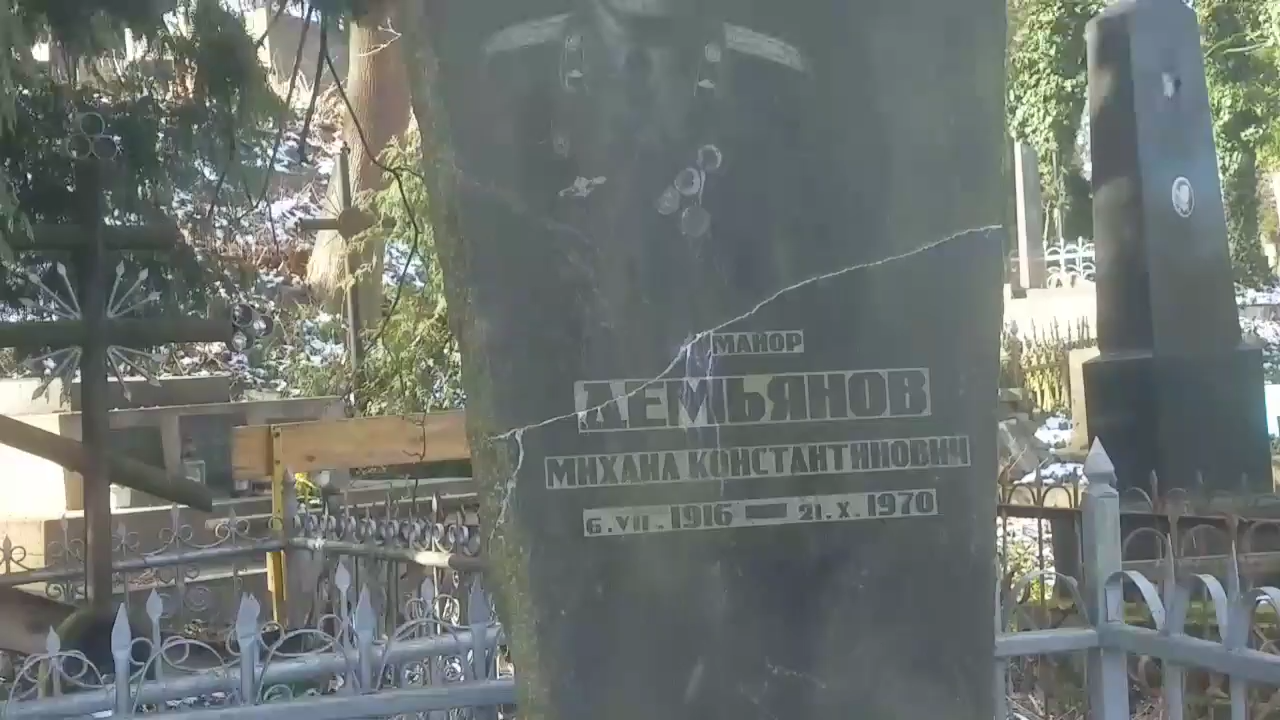 МАЙОР
ДЕМЬЯНОВ
МИХАИЛ КОНСТАНТИНОВИЧ
6.VII.1916 — 21.X.1970